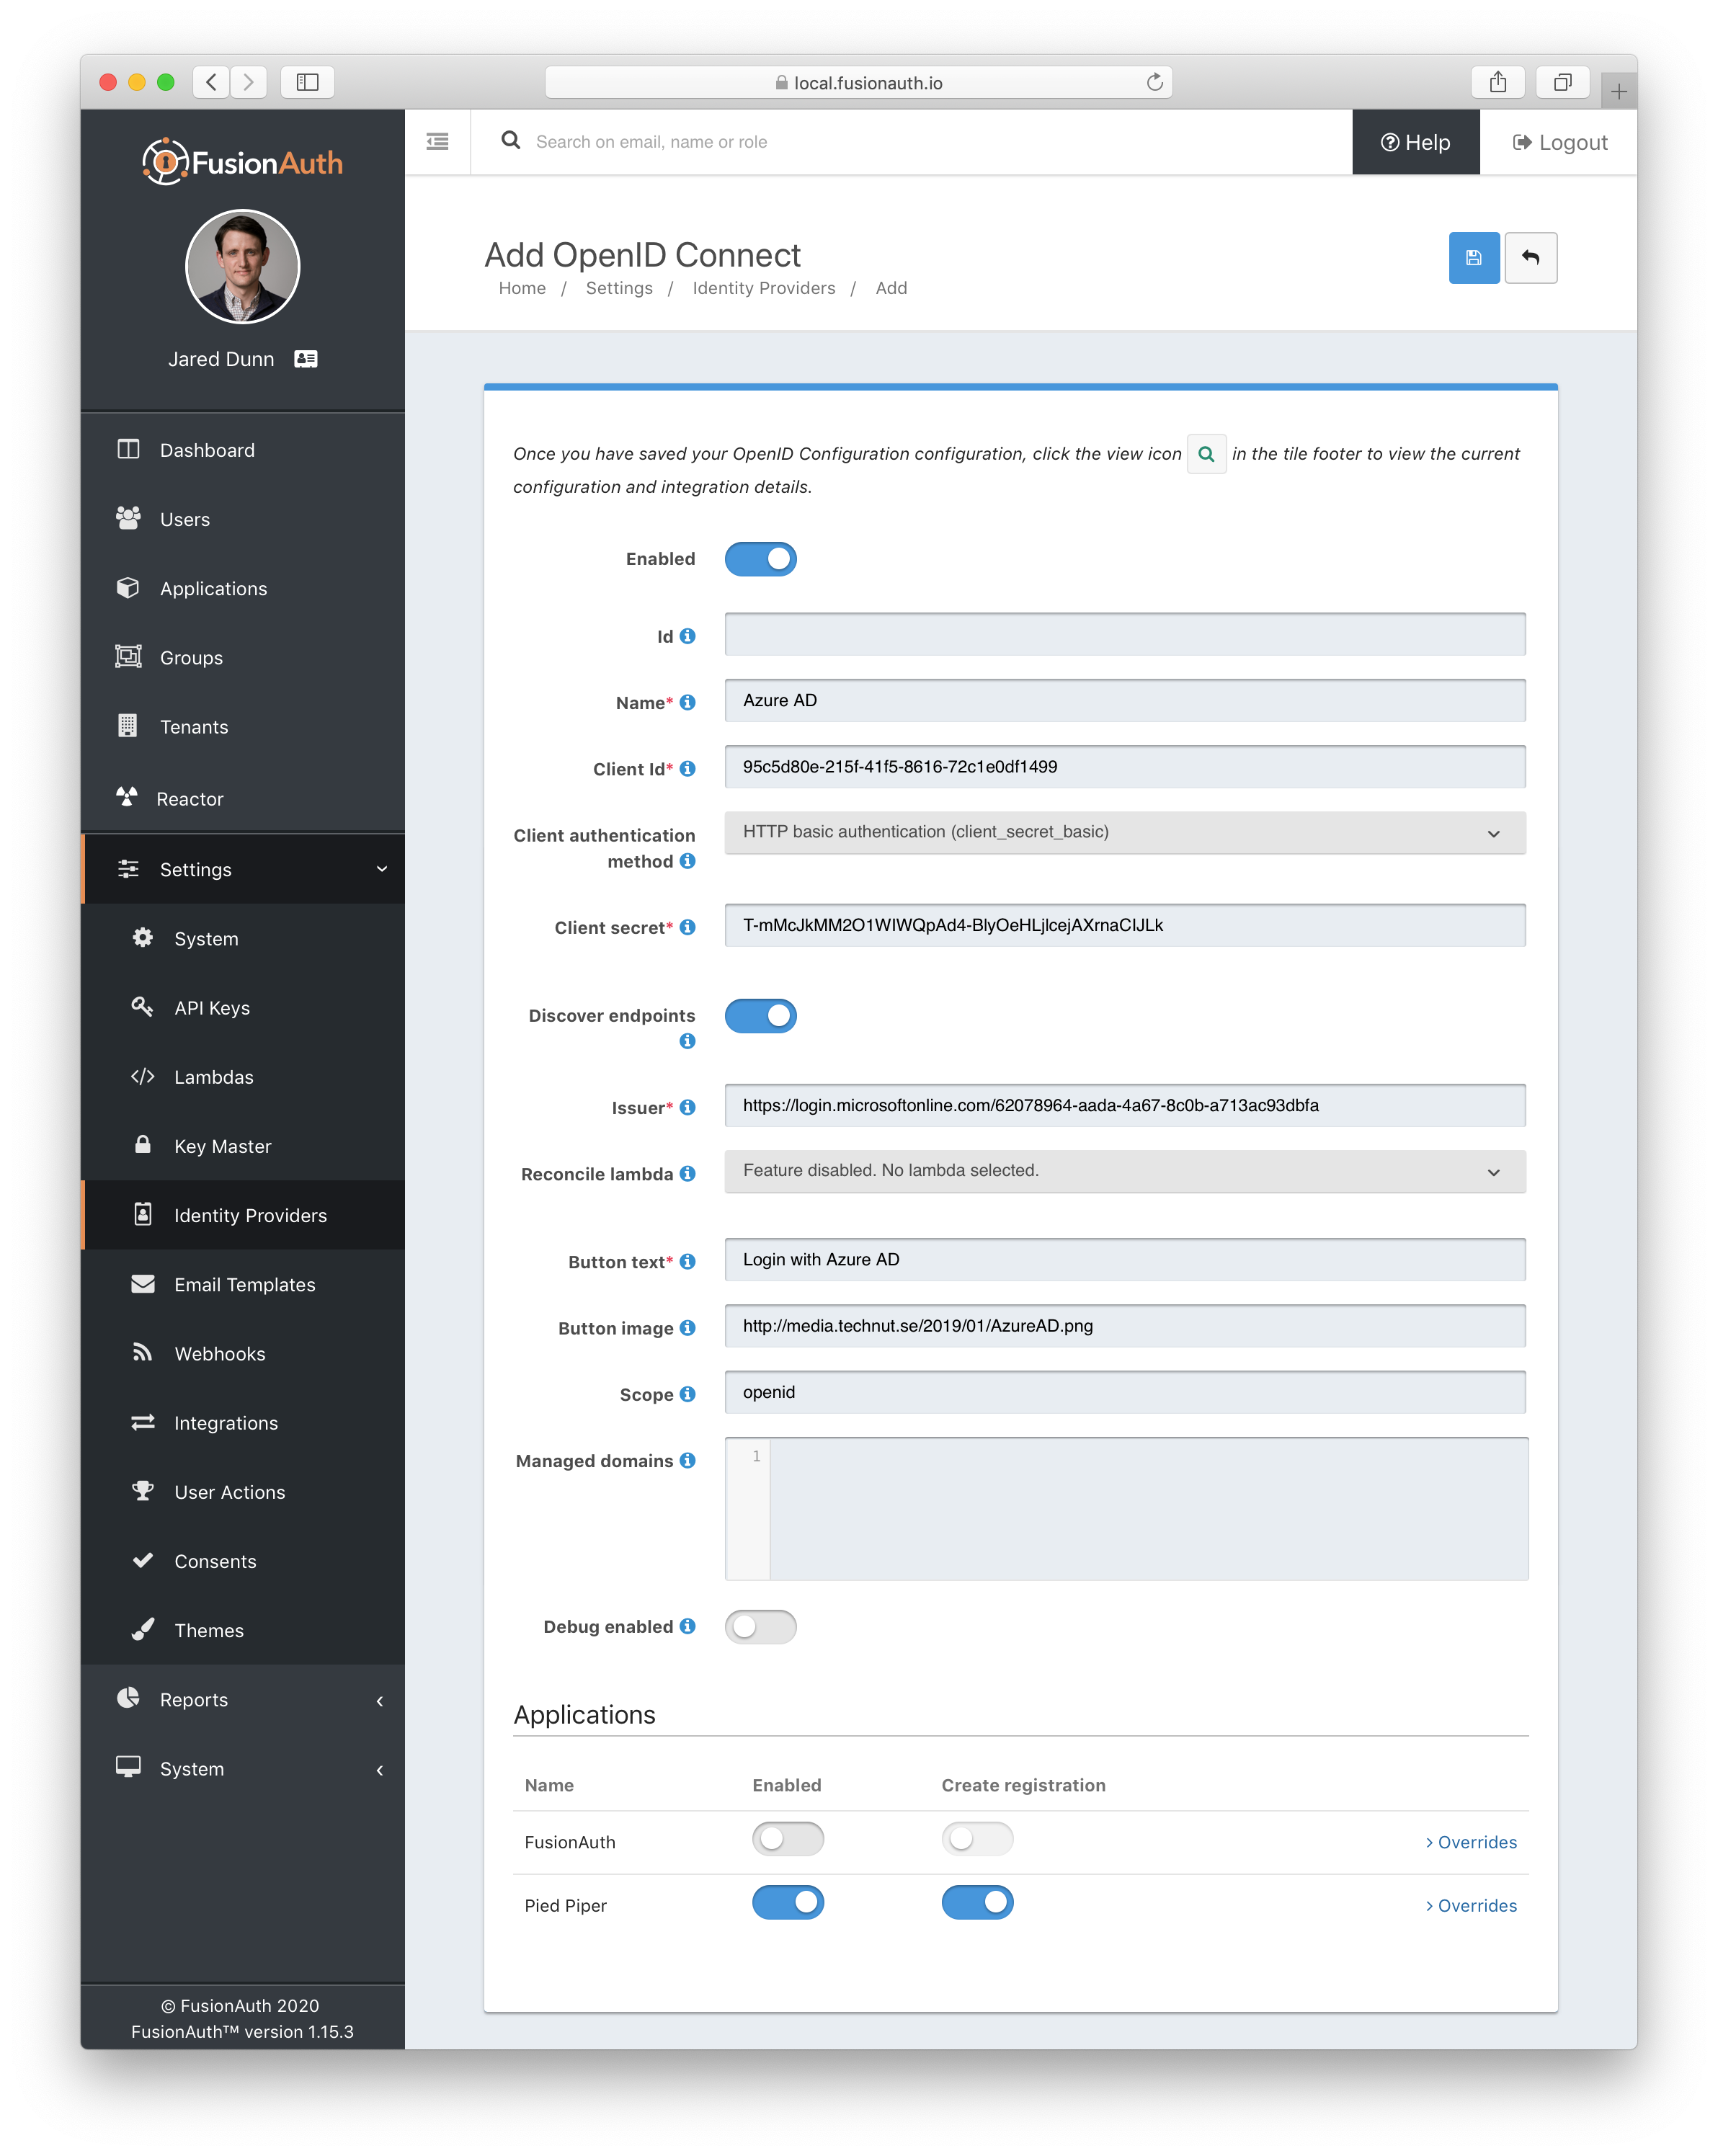 local.fusionauth.io
FusionAuth
Jared Dunn
Dashboard
Users
Applications
Groups
Tenants
Reactor
Settings
System
API Keys
Lambdas
Key Master
Identity Providers
Email Templates
Webhooks
Integrations
User Actions
Consents
Themes
Reports
System
© FusionAuth 2020
FusionAuth™ version 1.15.3
Search on email, name or role
Help
Logout
Add OpenID Connect
Home / Settings / Identity Providers / Add
Once you have saved your OpenID Configuration configuration, click the view icon in the tile footer to view the current
configuration and integration details.
Enabled
Id
Name* Azure AD
Client Id* 95c5d80e-215f-41f5-8616-72c1e0df1499
Client authentication
method
HTTP basic authentication (client_secret_basic)
Client secret* T-mMcJkMM2O1WIWQpAd4-BlyOeHLjlcejAXrnaCIJLk
Discover endpoints
Issuer* https://login.microsoftonline.com/62078964-aada-4a67-8c0b-a713ac93dbfa
Reconcile lambda Feature disabled. No lambda selected.
Button text* Login with Azure AD
Button image http://media.technut.se/2019/01/AzureAD.png
Scope openid
Managed domains 1
Debug enabled
Applications
Name Enabled Create registration
FusionAuth > Overrides
Pied Piper > Overrides